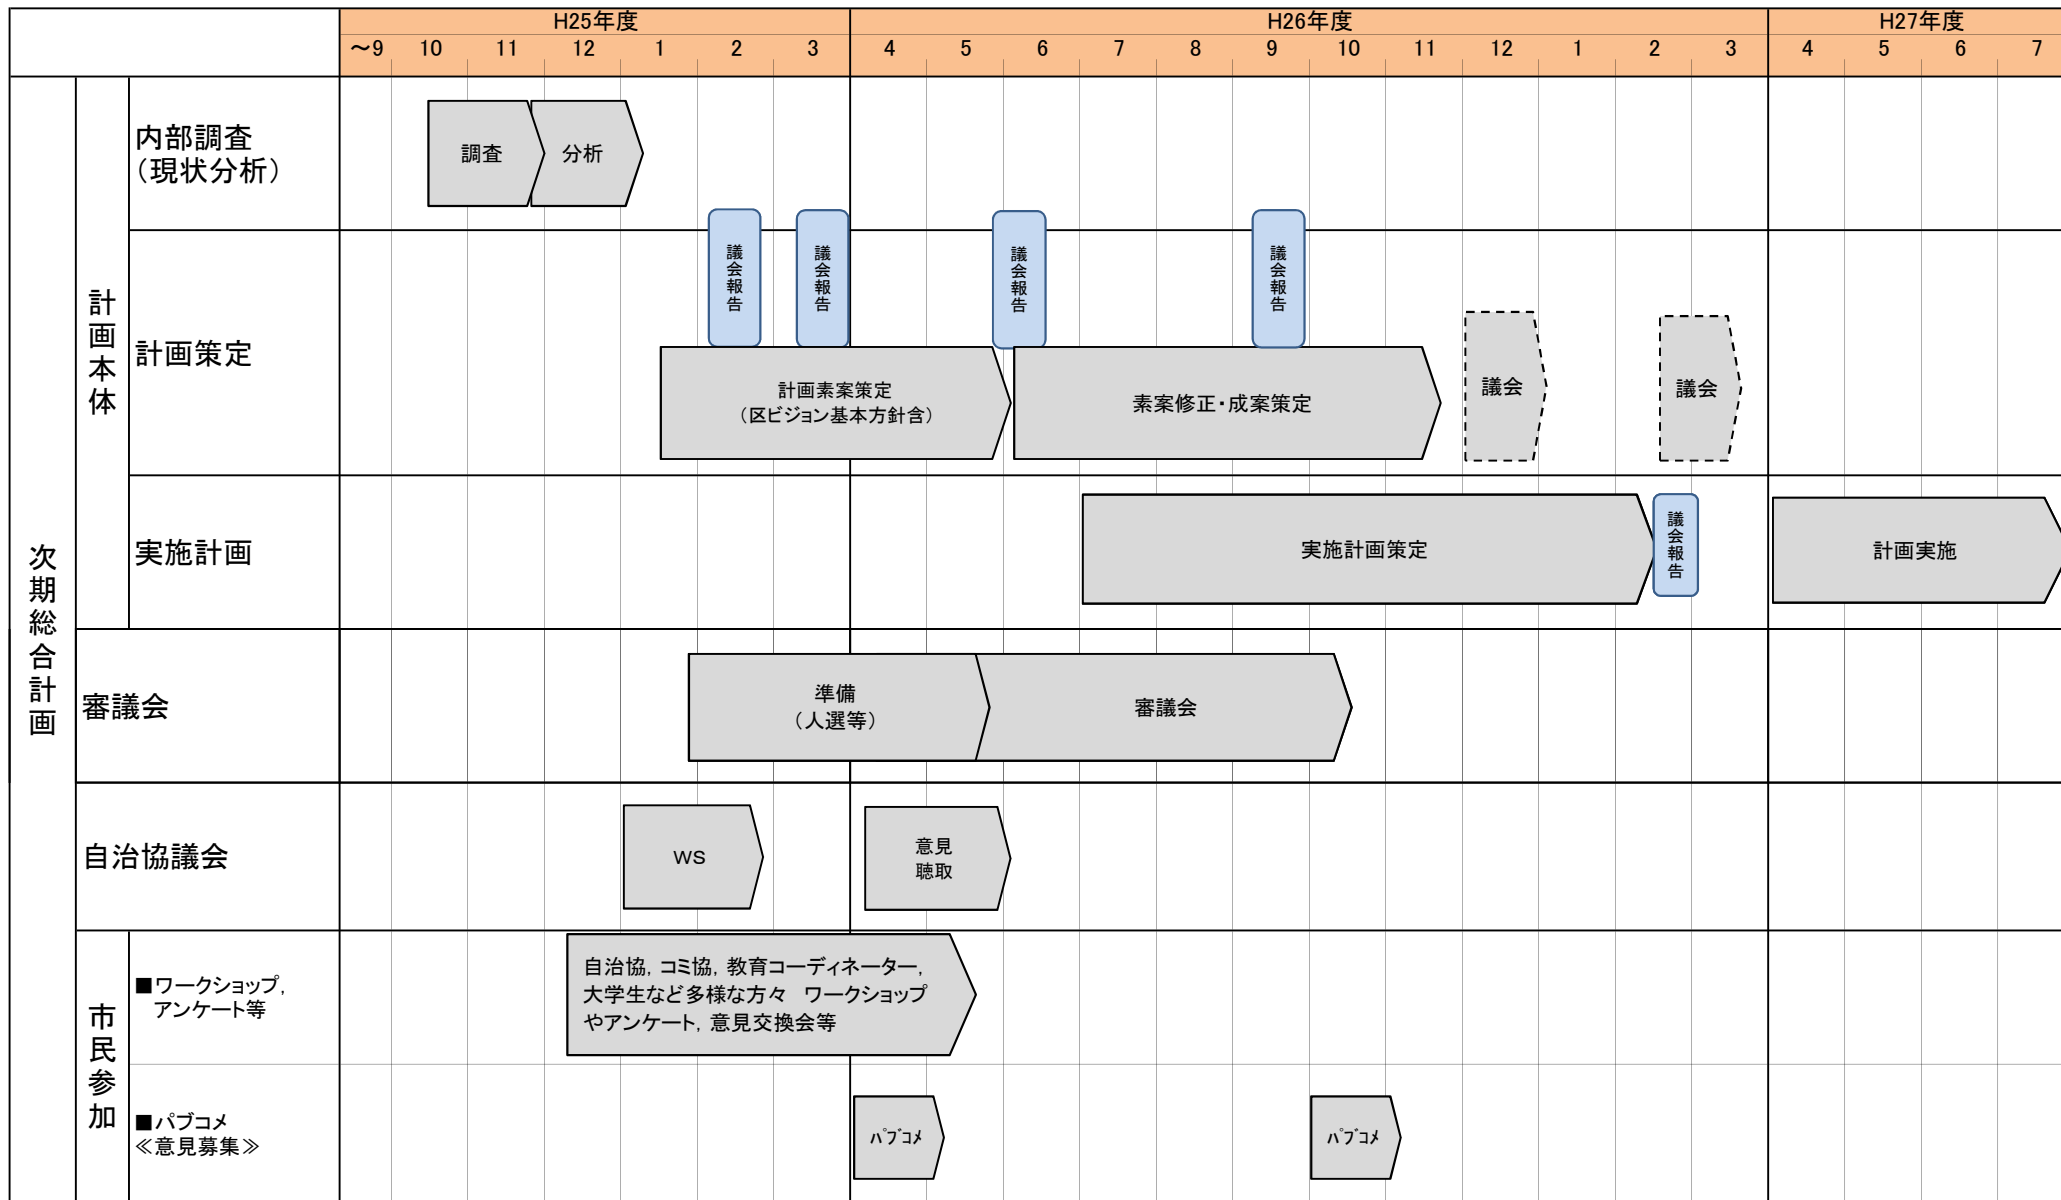 H25年度
H26年度
H27年度
～9 10 11 12 1 2 3 4 5 6 7 8 9 10 11 12 1 2 3 4 5 6 7
次期総合計画
計画本体
内部調査
（現状分析）
調査
分析
計画策定
議会報告
議会報告
議会報告
議会報告
計画素案策定
（区ビジョン基本方針含）
素案修正・成案策定
議会
議会
実施計画
実施計画策定
議会報告
計画実施
審議会
準備
（人選等）
審議会
自治協議会
WS
意見
聴取
市民参加
■ワークショップ，
アンケート等
自治協，コミ協，教育コーディネーター，
大学生など多様な方々　ワークショップ
やアンケート，意見交換会等
■パブコメ
≪意見募集≫
ﾊﾟﾌﾞｺﾒ
ﾊﾟﾌﾞｺﾒ